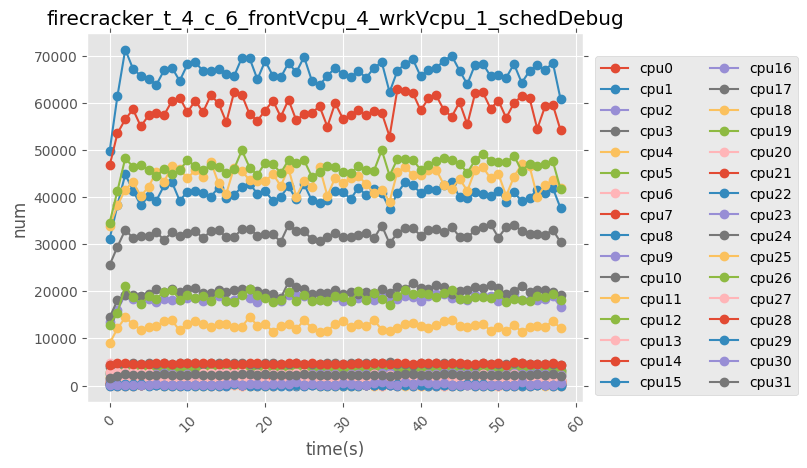 firecracker_t_4_c_6_frontVcpu_4_wrkVcpu_1_schedDebug
70000
60000
50000
40000
30000
20000
10000
0
num
0
10
20
30
40
50
60
time(s)
cpu0
cpu1
cpu2
cpu3
cpu4
cpu5
cpu6
cpu7
cpu8
cpu9
cpu10
cpu11
cpu12
cpu13
cpu14
cpu15
cpu16
cpu17
cpu18
cpu19
cpu20
cpu21
cpu22
cpu23
cpu24
cpu25
cpu26
cpu27
cpu28
cpu29
cpu30
cpu31